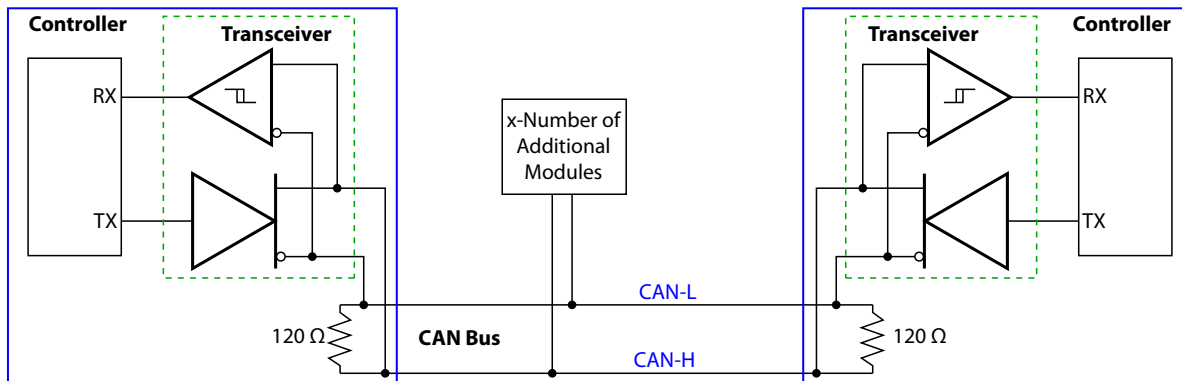 Controller
Transceiver
RX
TX
120 Ω
CAN Bus
x-Number of
Additional
Modules
CAN-L
CAN-H
Transceiver
Controller
RX
TX
120 Ω